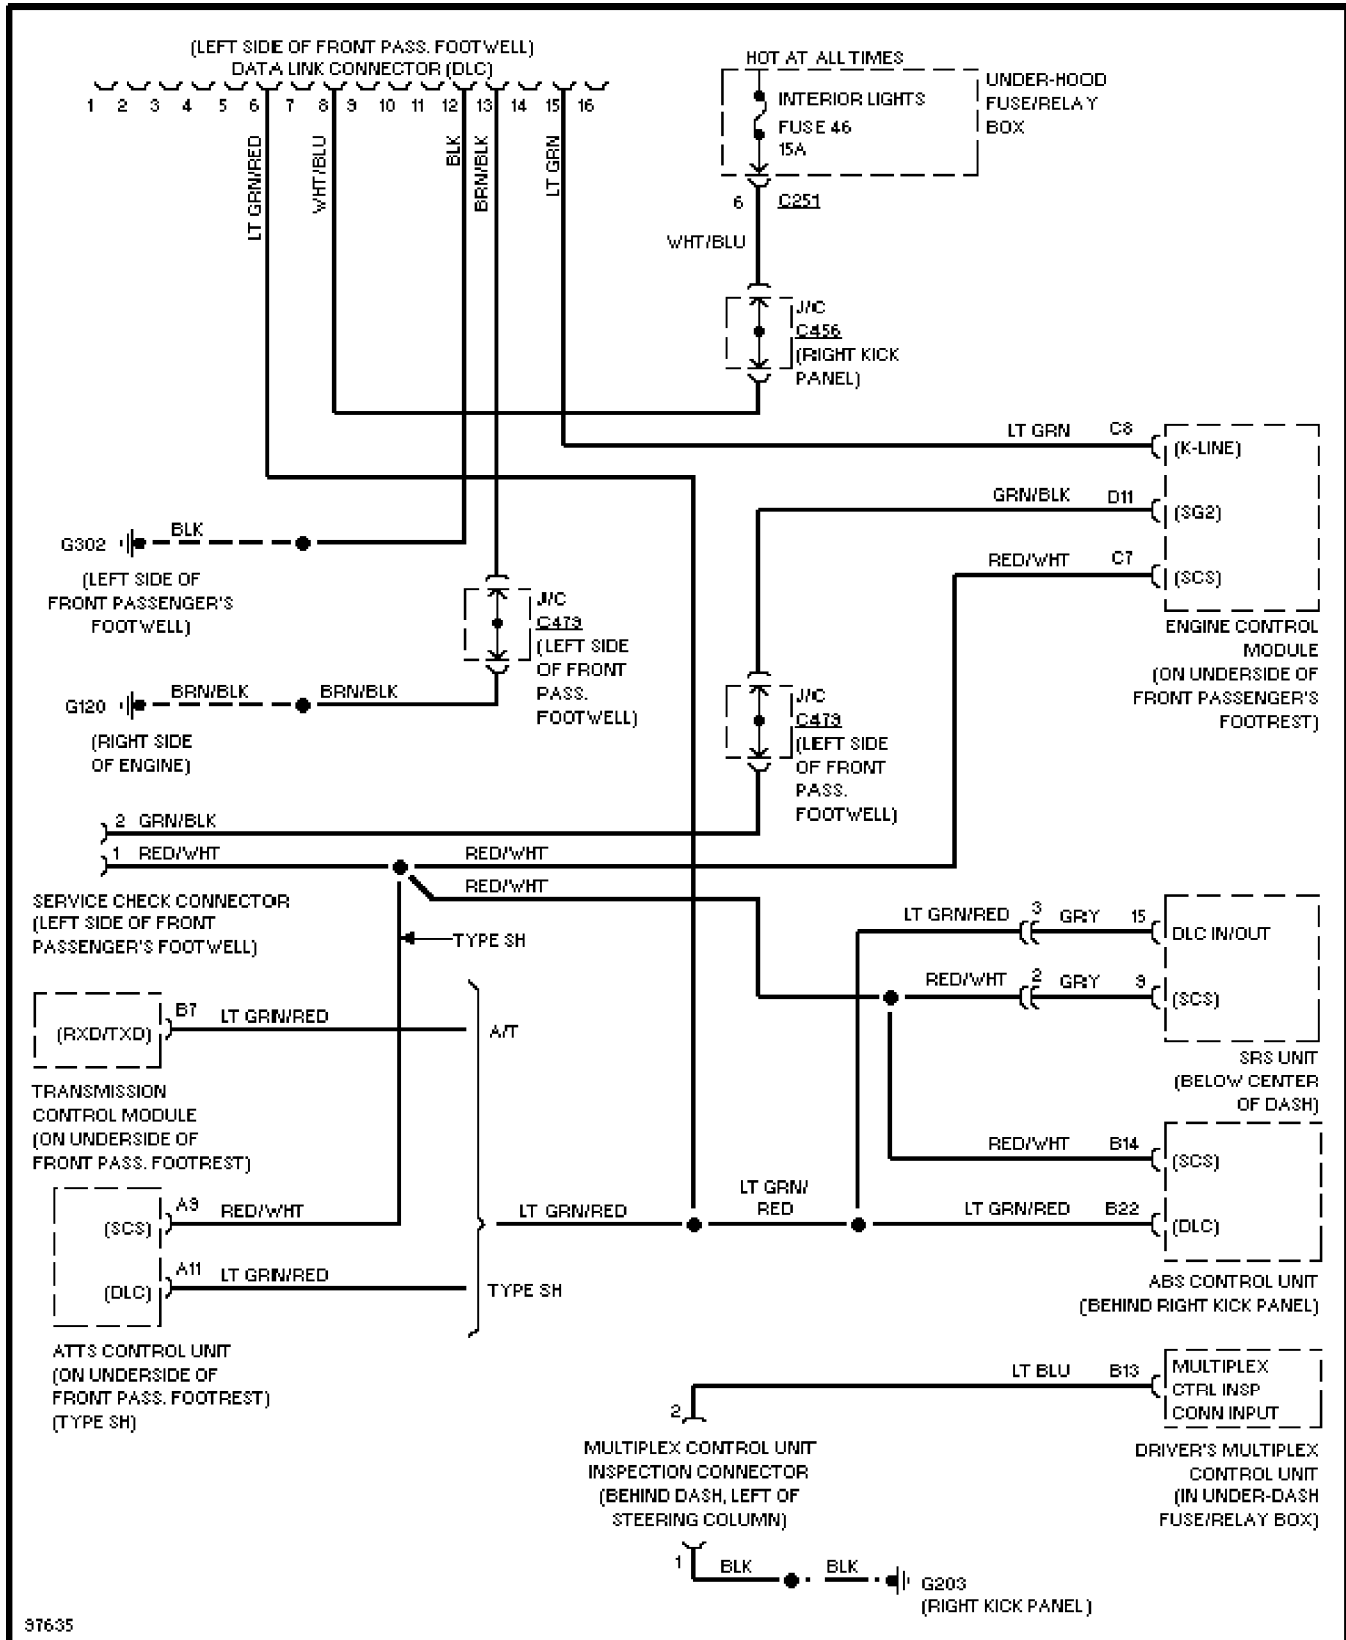 (LEFT SIDE OF FRONT PASS. FOOTWELL)
DATA LINK CONNECTOR (DLC)
1 2 3 4 5 6 7 8 9 10 11 12 13 14 15 16
LT GRN/RED
WHT/BLU
BLK
BRN/BLK
LT GRN
HOT AT ALL TIMES
INTERIOR LIGHTS
FUSE 46
15A
UNDER-HOOD
FUSE/RELAY
BOX
6 C251
WHT/BLU
J/C
C456
(RIGHT KICK
PANEL)
LT GRN C8
(K-LINE)
GRN/BLK D11
(SG2)
RED/WHT C7
(SCS)
ENGINE CONTROL
MODULE
(ON UNDERSIDE OF
FRONT PASSENGER'S
FOOTREST)
G302 BLK
(LEFT SIDE OF
FRONT PASSENGER'S
FOOTWELL)
J/C
C479
(LEFT SIDE
OF FRONT
PASS.
FOOTWELL)
G120 BRN/BLK BRN/BLK
(RIGHT SIDE
OF ENGINE)
J/C
C479
(LEFT SIDE
OF FRONT
PASS.
FOOTWELL)
2 GRN/BLK
1 RED/WHT RED/WHT
RED/WHT
SERVICE CHECK CONNECTOR
(LEFT SIDE OF FRONT
PASSENGER'S FOOTWELL)
TYPE SH
LT GRN/RED 3 GRY 15
DLC IN/OUT
RED/WHT 2 GRY 9
(SCS)
SRS UNIT
(BELOW CENTER
OF DASH)
(RXD/TXD) B7 LT GRN/RED A/T
TRANSMISSION
CONTROL MODULE
(ON UNDERSIDE OF
FRONT PASS. FOOTREST)
RED/WHT B14
(SCS)
(SCS) A9 RED/WHT
LT GRN/RED
LT GRN/
RED
LT GRN/RED B22
(DLC)
(DLC) A11 LT GRN/RED TYPE SH
ABS CONTROL UNIT
(BEHIND RIGHT KICK PANEL)
ATTS CONTROL UNIT
(ON UNDERSIDE OF
FRONT PASS. FOOTREST)
(TYPE SH)
LT BLU B13
MULTIPLEX
CTRL INSP
CONN INPUT
2
MULTIPLEX CONTROL UNIT
INSPECTION CONNECTOR
(BEHIND DASH, LEFT OF
STEERING COLUMN)
DRIVER'S MULTIPLEX
CONTROL UNIT
(IN UNDER-DASH
FUSE/RELAY BOX)
1 BLK BLK G203
(RIGHT KICK PANEL)
97635